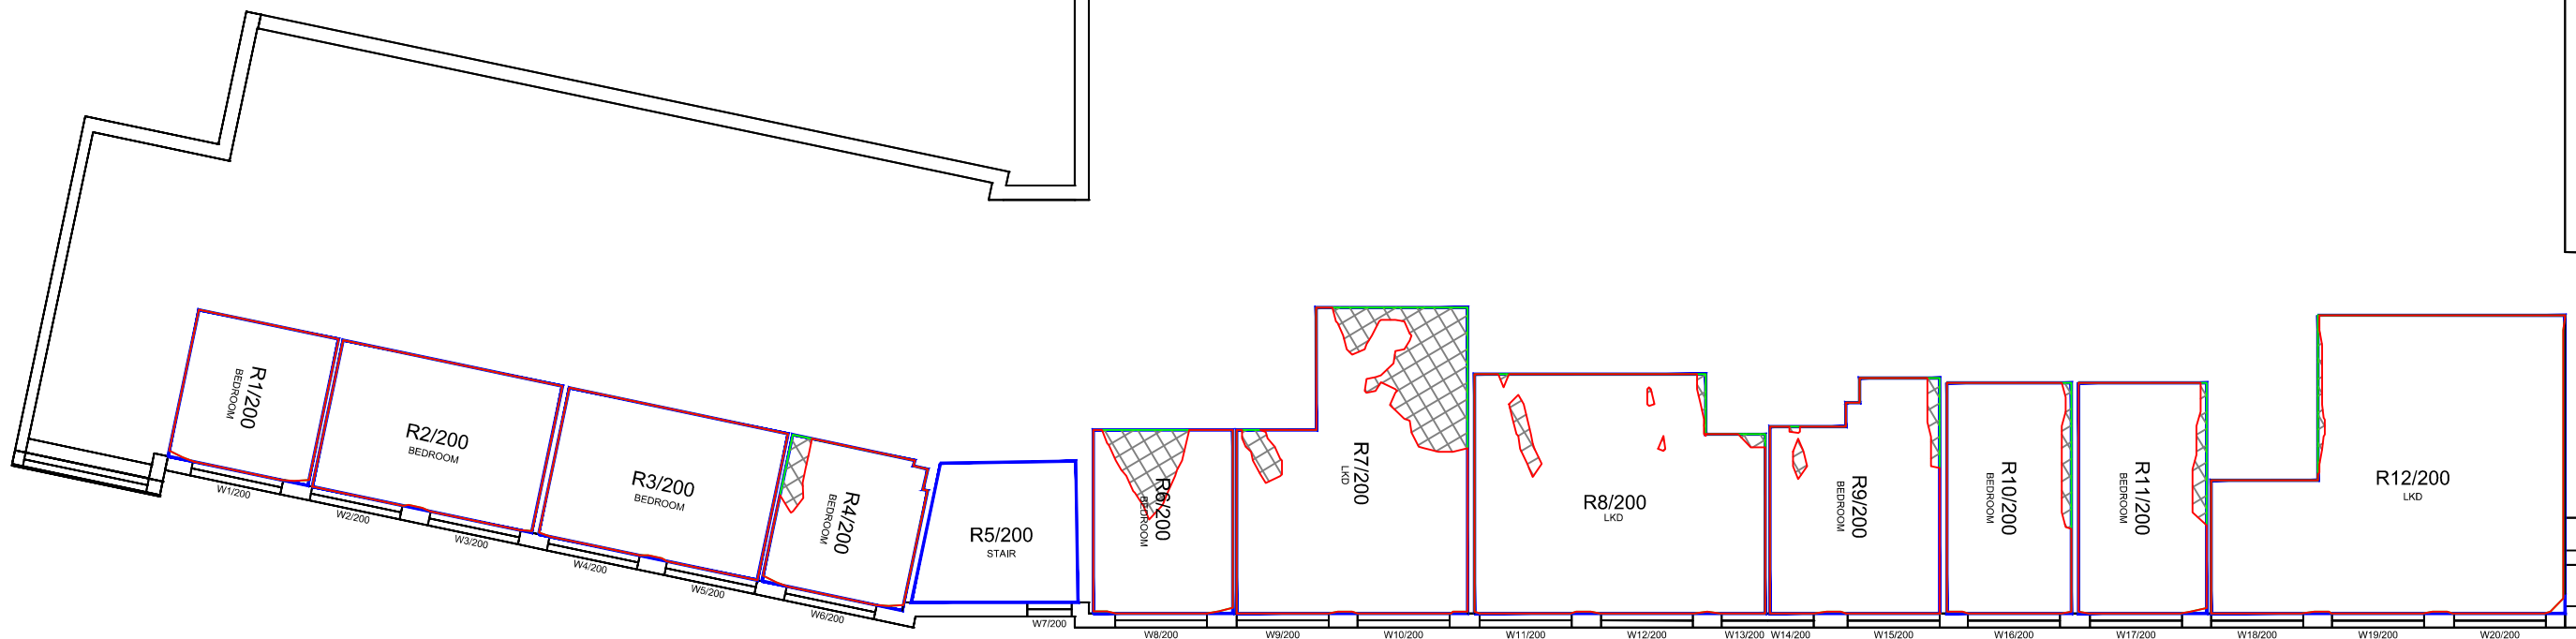 R1/200
BEDROOM
R2/200
BEDROOM
R3/200
BEDROOM
R4/200
BEDROOM
R5/200
STAIR
R6/200
BEDROOM
R7/200
LKD
R8/200
LKD
R9/200
BEDROOM
R10/200
BEDROOM
R11/200
BEDROOM
R12/200
LKD
W1/200
W2/200
W3/200
W4/200
W5/200
W6/200
W7/200
W8/200
W9/200
W10/200
W11/200
W12/200
W13/200
W14/200
W15/200
W16/200
W17/200
W18/200
W19/200
W20/200